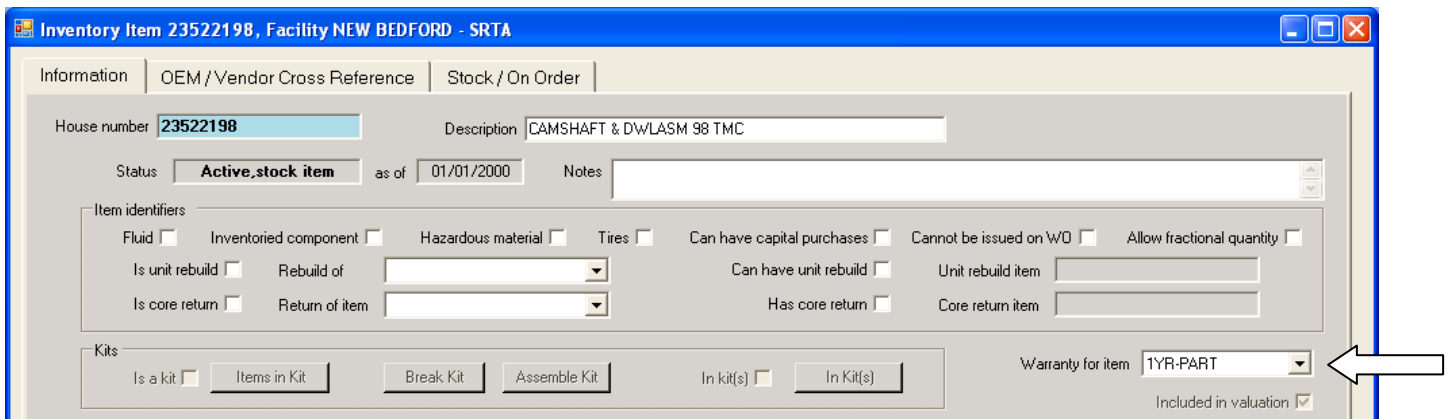 Inventory Item 23522198, Facility NEW BEDFORD - SRTA
Information OEM / Vendor Cross Reference Stock / On Order
House number 23522198 Description CAMSHAFT & DWLASM 98 TMC
Status Active,stock item as of 01/01/2000 Notes
Item identifiers
Fluid Inventoried component Hazardous material Tires Can have capital purchases Cannot be issued on WO Allow fractional quantity
Is unit rebuild Rebuild of Can have unit rebuild Unit rebuild item
Is core return Return of item Has core return Core return item
Kits
Is a kit Items in Kit Break Kit Assemble Kit In kit(s) In Kit(s) Warranty for item 1YR-PART
Included in valuation